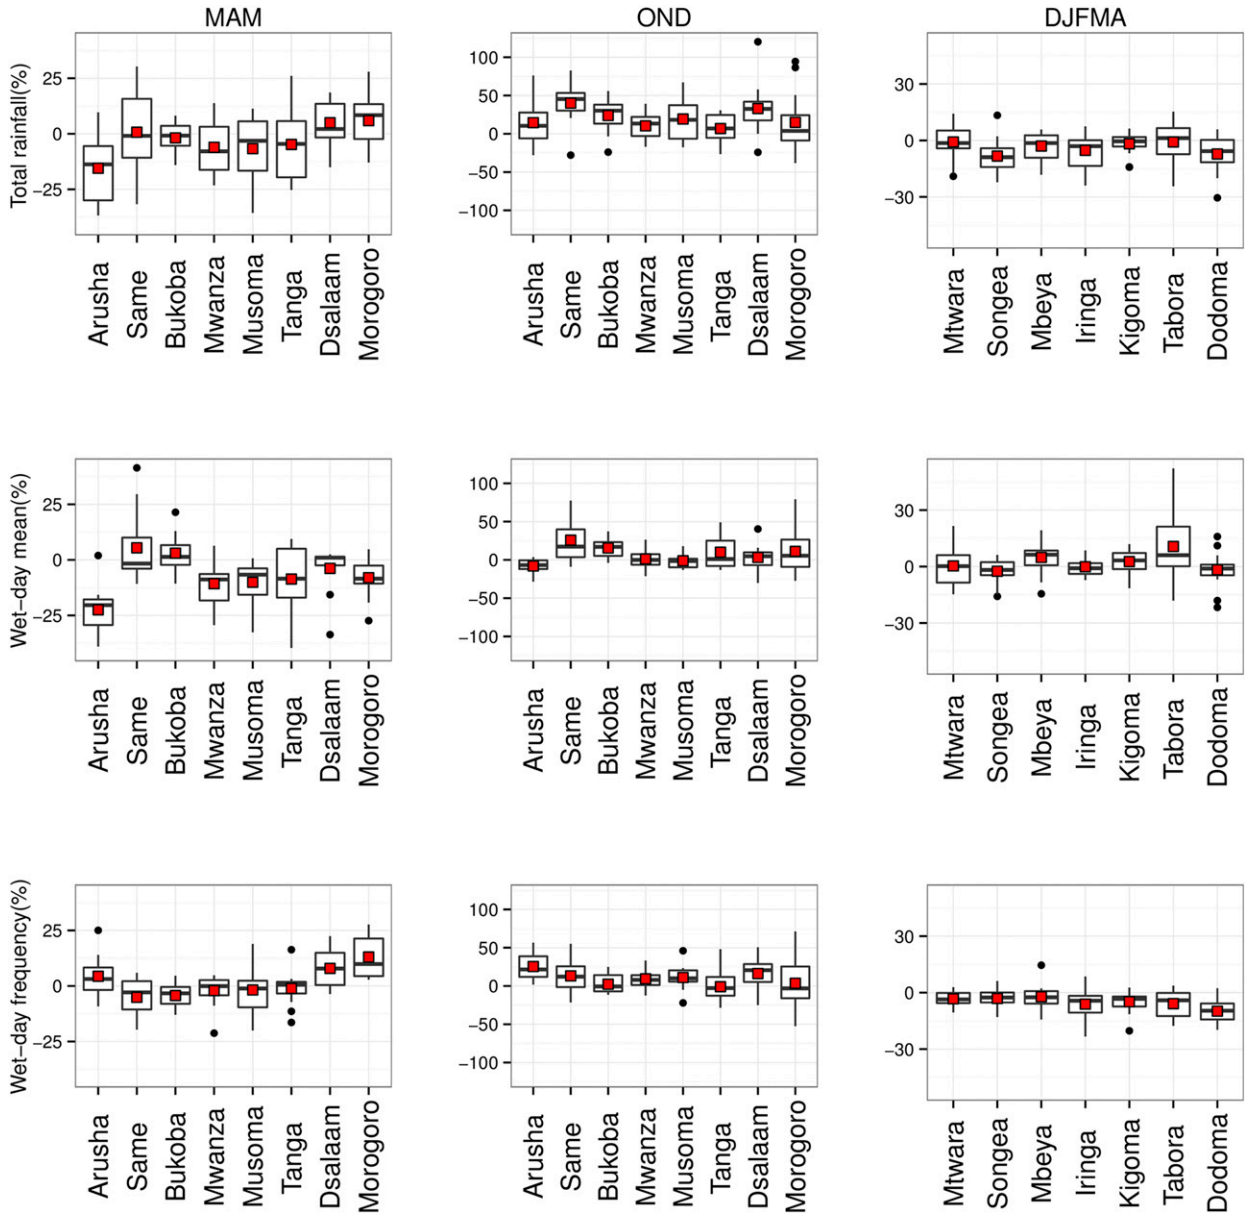 MAM
OND
DJFMA
Total rainfall(%)
25
0
−25
100
50
0
−50
−100
30
0
−30
Arusha
Same
Bukoba
Mwanza
Musoma
Tanga
Dsalaam
Morogoro
Arusha
Same
Bukoba
Mwanza
Musoma
Tanga
Dsalaam
Morogoro
Mtwara
Songea
Mbeya
Iringa
Kigoma
Tabora
Dodoma
Wet−day mean(%)
25
0
−25
100
50
0
−50
−100
30
0
−30
Arusha
Same
Bukoba
Mwanza
Musoma
Tanga
Dsalaam
Morogoro
Arusha
Same
Bukoba
Mwanza
Musoma
Tanga
Dsalaam
Morogoro
Mtwara
Songea
Mbeya
Iringa
Kigoma
Tabora
Dodoma
Wet−day frequency(%)
25
0
−25
100
50
0
−50
−100
30
0
−30
Arusha
Same
Bukoba
Mwanza
Musoma
Tanga
Dsalaam
Morogoro
Arusha
Same
Bukoba
Mwanza
Musoma
Tanga
Dsalaam
Morogoro
Mtwara
Songea
Mbeya
Iringa
Kigoma
Tabora
Dodoma